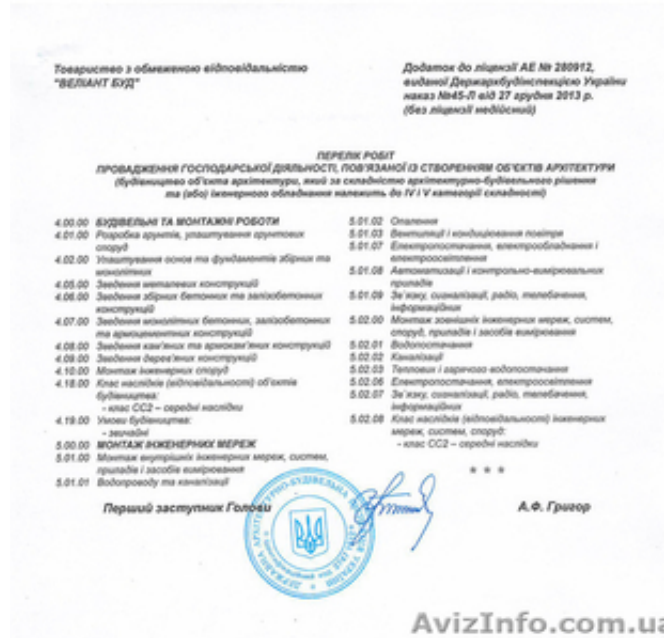 Товариство з обмеженою відповідальністю
"ВЕЛІАНТ БУД"
Додаток до ліцензії АЕ № 280912,
виданої Держархбудінспекцією України
наказ №45-Л від 27 грудня 2013 р.
(без ліцензії недійсний)
ПЕРЕЛІК РОБІТ
ПРОВАДЖЕННЯ ГОСПОДАРСЬКОЇ ДІЯЛЬНОСТІ, ПОВ'ЯЗАНОЇ ІЗ СТВОРЕННЯМ ОБ'ЄКТІВ АРХІТЕКТУРИ
(будівництво об'єкта архітектури, який за складністю архітектурно-будівельного рішення
та (або) інженерного обладнання належить до IV і V категорії складності)
4.00.00 БУДІВЕЛЬНІ ТА МОНТАЖНІ РОБОТИ
4.01.00 Розробка ґрунтів, улаштування ґрунтових
споруд
4.02.00 Улаштування основ та фундаментів збірних та
монолітних
4.05.00 Зведення металевих конструкцій
4.06.00 Зведення збірних бетонних та залізобетонних
конструкцій
4.07.00 Зведення монолітних бетонних, залізобетонних
та армоцементних конструкцій
4.08.00 Зведення кам'яних та армокам'яних конструкцій
4.09.00 Зведення дерев'яних конструкцій
4.10.00 Монтаж інженерних споруд
4.18.00 Клас наслідків (відповідальності) об'єктів
будівництва:
- клас СС2 – середні наслідки
4.19.00 Умови будівництва:
- звичайні
5.00.00 МОНТАЖ ІНЖЕНЕРНИХ МЕРЕЖ
5.01.00 Монтаж внутрішніх інженерних мереж, систем,
приладів і засобів вимірювання
5.01.01 Водопроводу та каналізації
5.01.02 Опалення
5.01.03 Вентиляції і кондиціювання повітря
5.01.07 Електропостачання, електрообладнання і
електроосвітлення
5.01.08 Автоматизації і контрольно-вимірювальних
приладів
5.01.09 Зв'язку, сигналізації, радіо, телебачення,
інформаційних
5.02.00 Монтаж зовнішніх інженерних мереж, систем,
споруд, приладів і засобів вимірювання
5.02.01 Водопостачання
5.02.02 Каналізації
5.02.03 Теплових і гарячого водопостачання
5.02.06 Електропостачання, електроосвітлення
5.02.07 Зв'язку, сигналізації, радіо, телебачення,
інформаційних
5.02.08 Клас наслідків (відповідальності) інженерних
мереж, систем, споруд:
- клас СС2 – середні наслідки
* * *
Перший заступник Голови
А.Ф. Григор
AvizInfo.com.ua